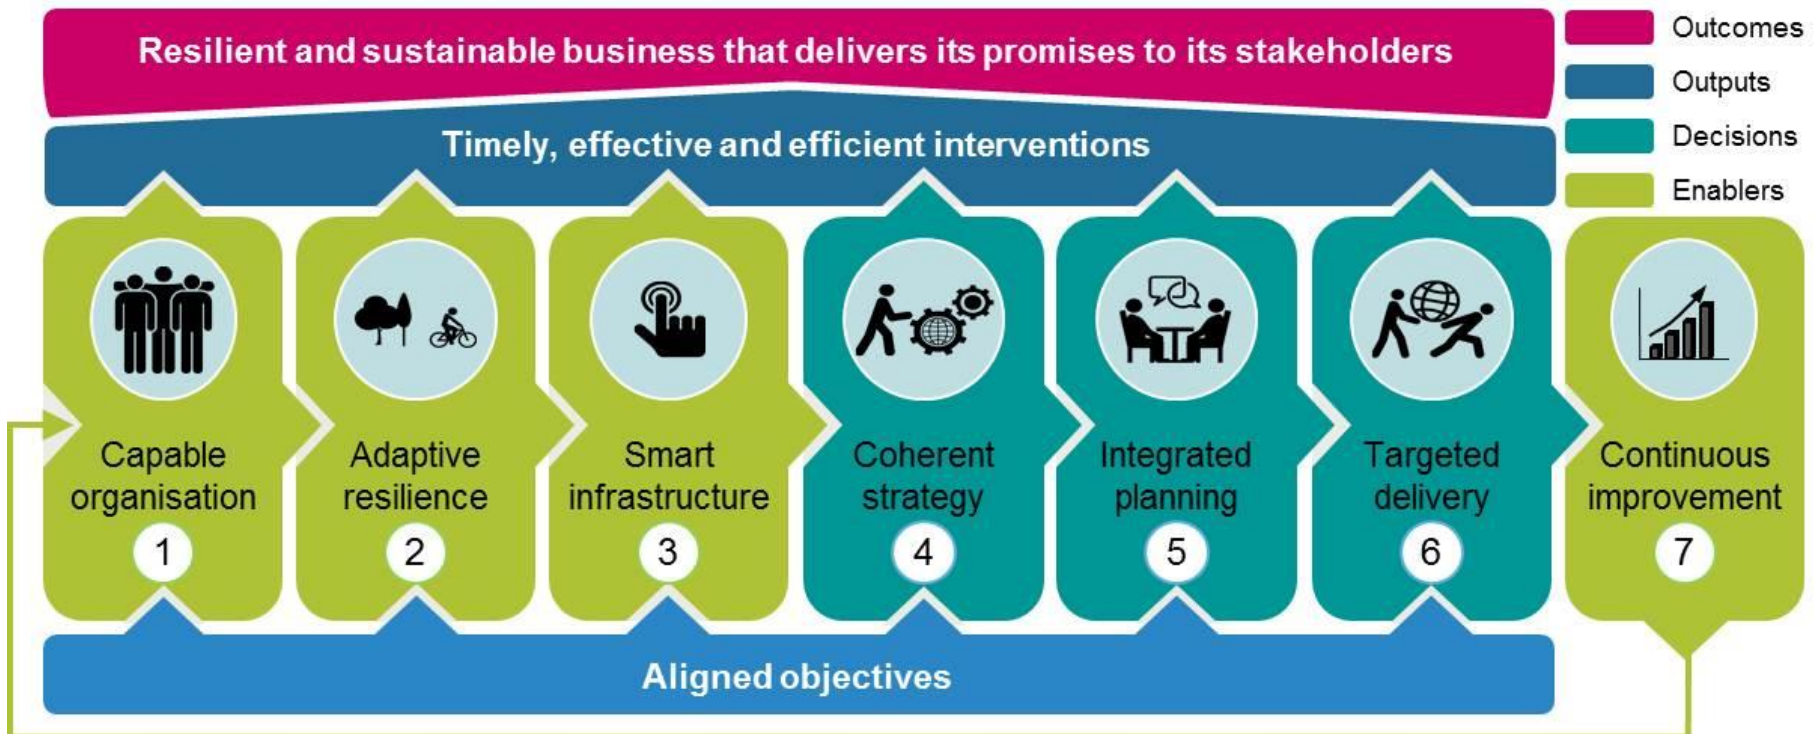 Resilient and sustainable business that delivers its promises to its stakeholders
Outcomes
Outputs
Decisions
Enablers
Timely, effective and efficient interventions
Capable
organisation
1
Adaptive
resilience
2
Smart
infrastructure
3
Coherent
strategy
4
Integrated
planning
5
Targeted
delivery
6
Continuous
improvement
7
Aligned objectives